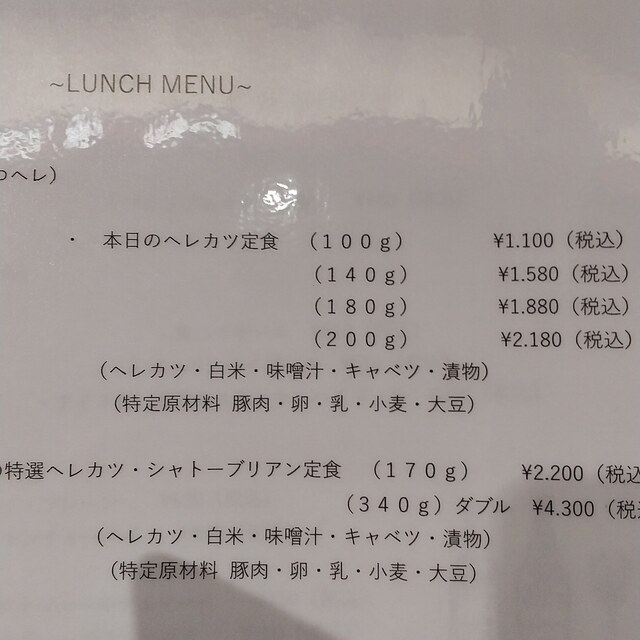 ~LUNCH MENU~
つヘレ）
・ 本日のヘレカツ定食 （１００ｇ） ¥1.100（税込）
（１４０ｇ） ¥1.580（税込）
（１８０ｇ） ¥1.880（税込）
（２００ｇ） ¥2.180（税込）
（ヘレカツ・白米・味噌汁・キャベツ・漬物）
（特定原材料 豚肉・卵・乳・小麦・大豆）
の特選ヘレカツ・シャトーブリアン定食 （１７０ｇ） ¥2.200（税込
（３４０ｇ）ダブル ¥4.300（税込
（ヘレカツ・白米・味噌汁・キャベツ・漬物）
（特定原材料 豚肉・卵・乳・小麦・大豆）